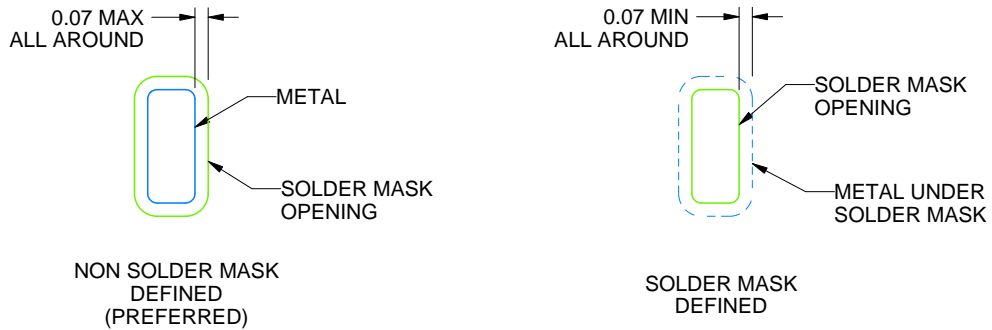 0.07 MAX
ALL AROUND
METAL
SOLDER MASK
OPENING
NON SOLDER MASK
DEFINED
(PREFERRED)
0.07 MIN
ALL AROUND
SOLDER MASK
OPENING
METAL UNDER
SOLDER MASK
SOLDER MASK
DEFINED